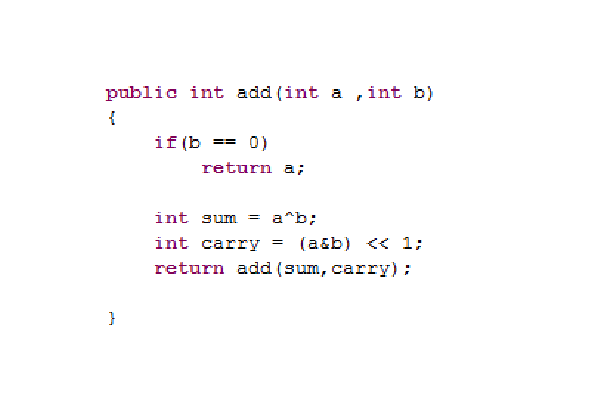 public int add(int a ,int b)
{
    if(b == 0)
        return a;

    int sum = a^b;
    int carry = (a&b) << 1;
    return add(sum,carry);

}